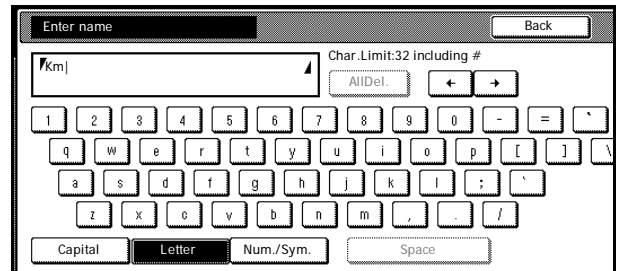 Enter name Back
Km| Char.Limit:32 including #
AllDel. ← →
1 2 3 4 5 6 7 8 9 0 - = `
q w e r t y u i o p [ ] \
a s d f g h j k l ; `
z x c v b n m , . /
Capital Letter Num./Sym. Space